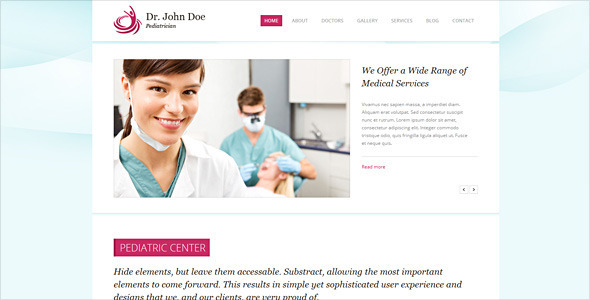 Dr. John Doe
Pediatrician
HOME ABOUT DOCTORS GALLERY SERVICES BLOG CONTACT
We Offer a Wide Range of
Medical Services
Vivamus nec sapien massa, a imperdiet diam.
Aliquam erat volutpat. Sed consectetur suscipit
nunc et rutrum. Lorem ipsum dolor sit amet,
consectetur adipiscing elit. Integer commodo
tristique odio, quis fringilla ligula aliquet ut. Fusce
et neque quis.
Read more
PEDIATRIC CENTER
Hide elements, but leave them accessable. Substract, allowing the most important
elements to come forward. This results in simple yet sophisticated user experience and
designs that we, and our clients, are very proud of.